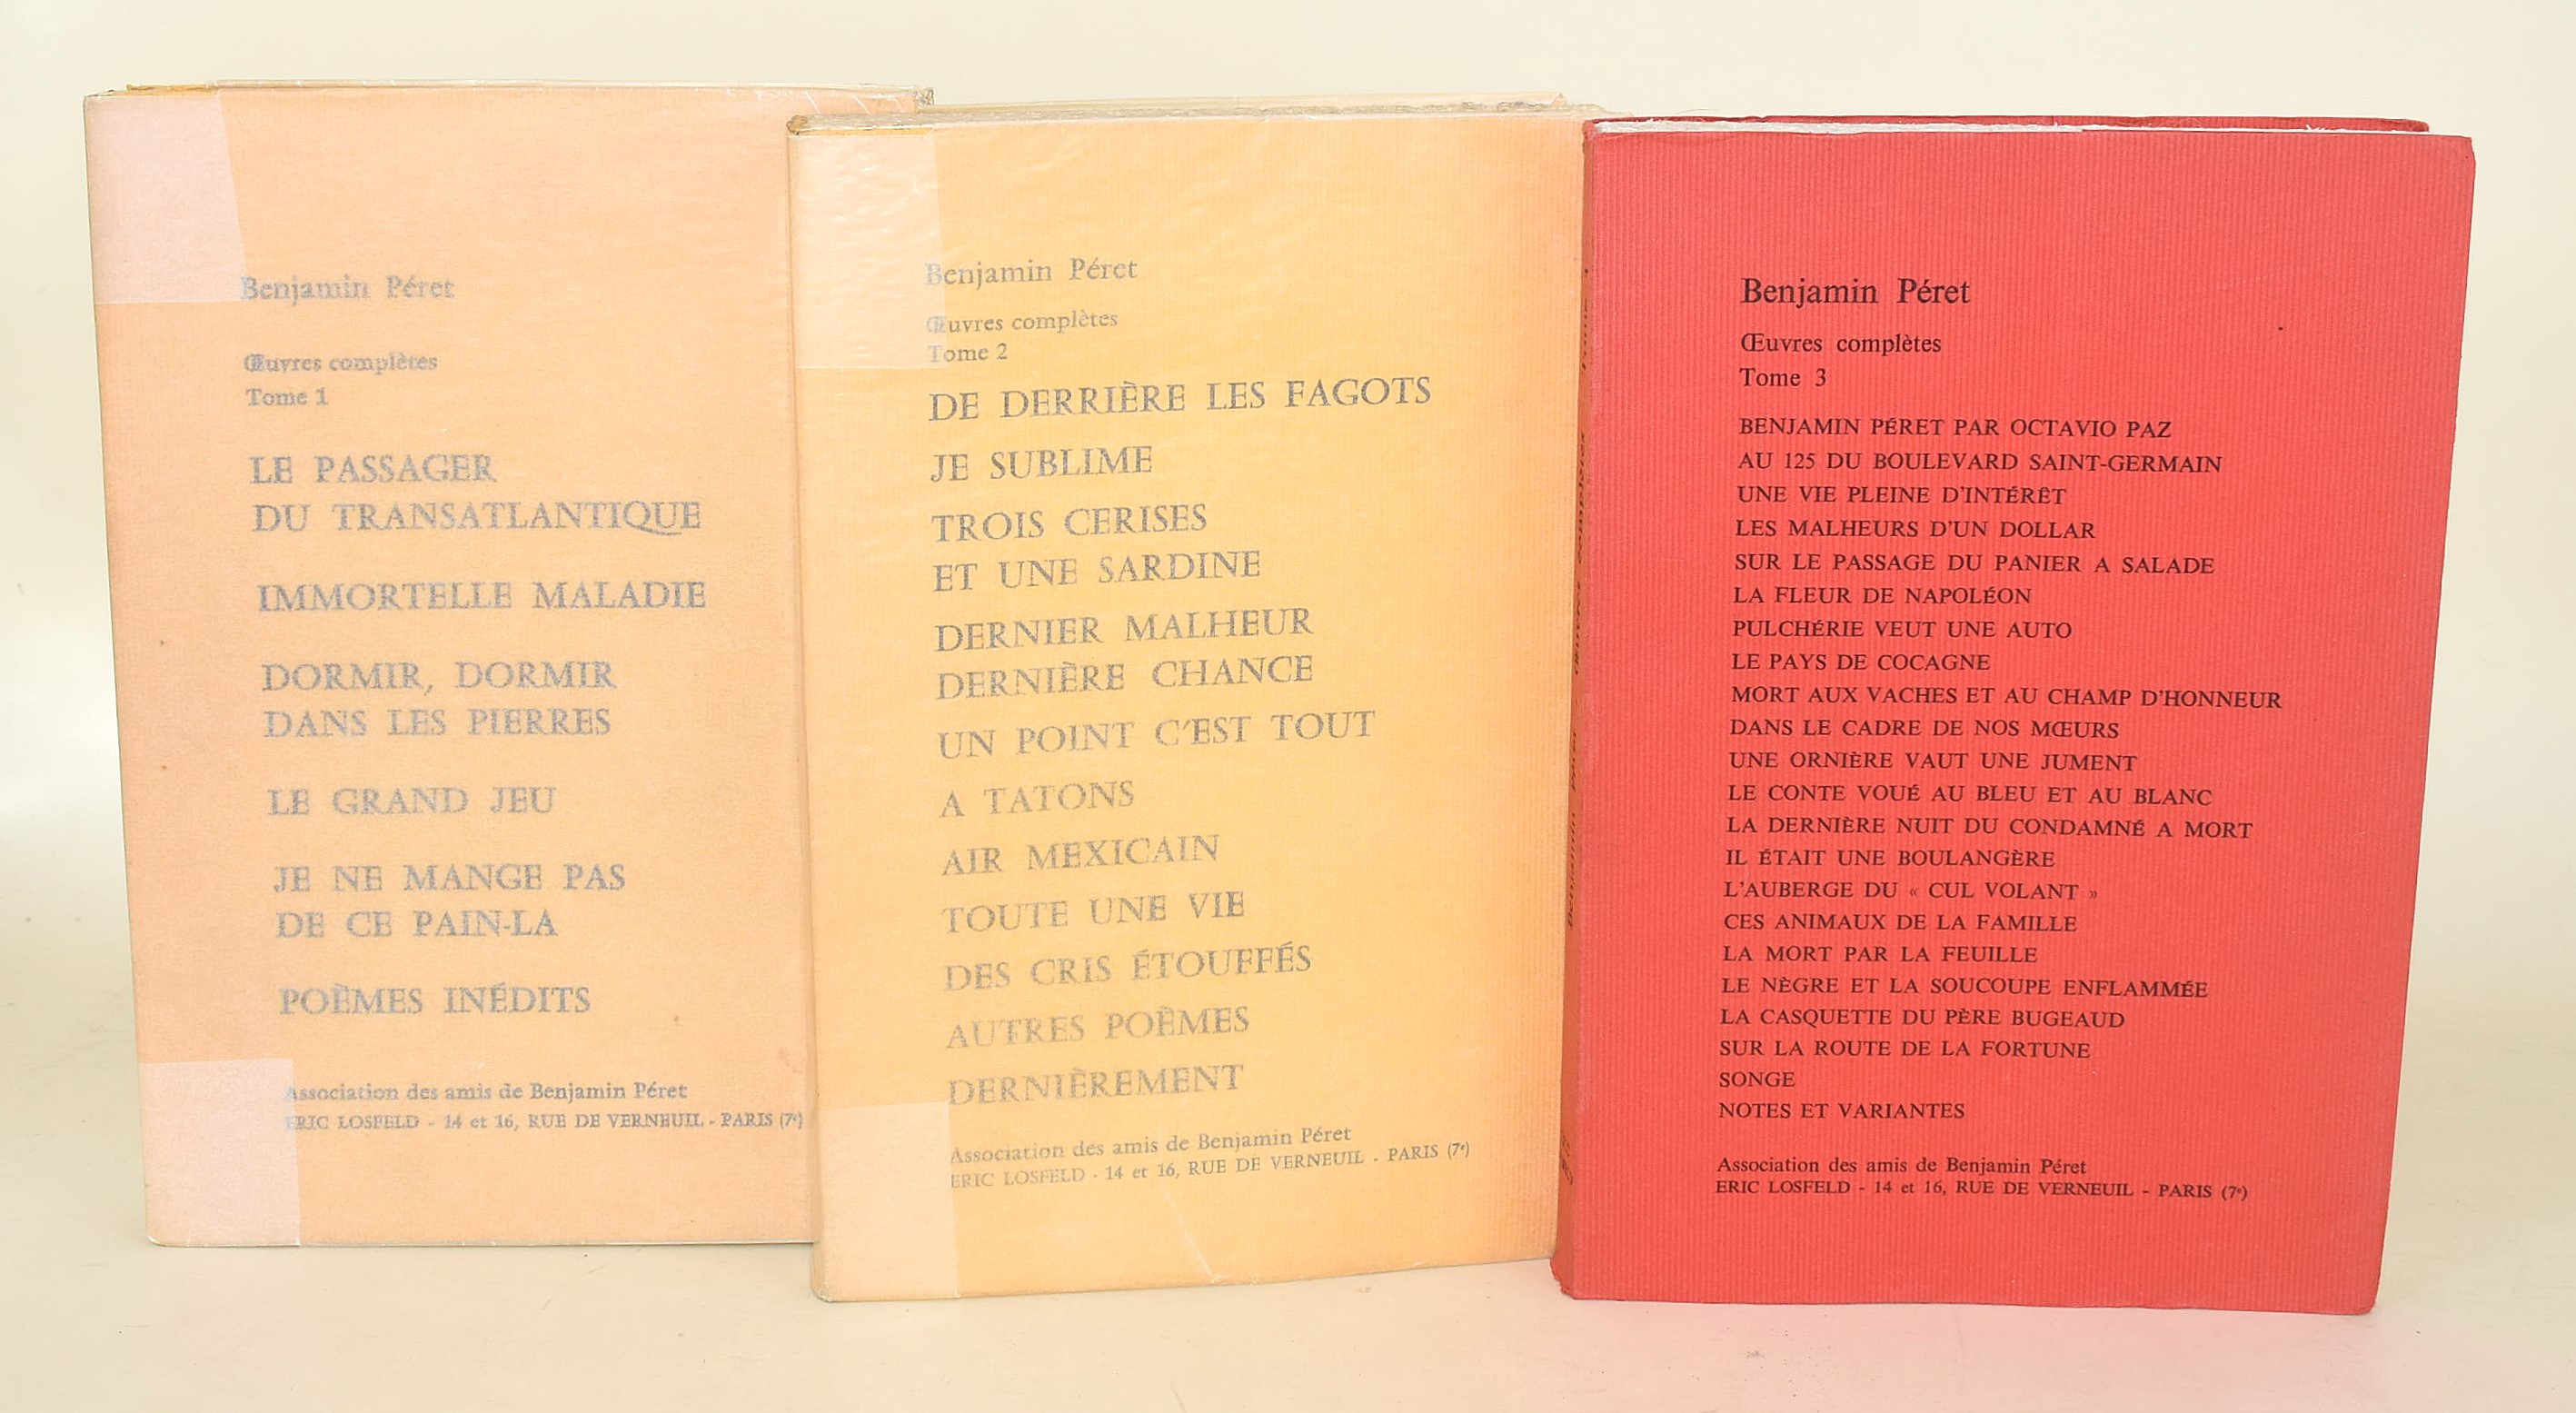 Benjamin Péret
Œuvres complètes
Tome 1
LE PASSAGER
DU TRANSATLANTIQUE
IMMORTELLE MALADIE
DORMIR, DORMIR
DANS LES PIERRES
LE GRAND JEU
JE NE MANGE PAS
DE CE PAIN-LA
POÈMES INÉDITS
Association des amis de Benjamin Péret
ERIC LOSFELD - 14 et 16, RUE DE VERNEUIL - PARIS (7e)
Benjamin Péret
Œuvres complètes
Tome 2
DE DERRIÈRE LES FAGOTS
JE SUBLIME
TROIS CERISES
ET UNE SARDINE
DERNIER MALHEUR
DERNIÈRE CHANCE
UN POINT C'EST TOUT
A TATONS
AIR MEXICAIN
TOUTE UNE VIE
DES CRIS ÉTOUFFÉS
AUTRES POÈMES
DERNIÈREMENT
Association des amis de Benjamin Péret
ERIC LOSFELD - 14 et 16, RUE DE VERNEUIL - PARIS (7e)
Benjamin Péret
Œuvres complètes
Tome 3
BENJAMIN PÉRET PAR OCTAVIO PAZ
AU 125 DU BOULEVARD SAINT-GERMAIN
UNE VIE PLEINE D'INTÉRÊT
LES MALHEURS D'UN DOLLAR
SUR LE PASSAGE DU PANIER A SALADE
LA FLEUR DE NAPOLÉON
PULCHÉRIE VEUT UNE AUTO
LE PAYS DE COCAGNE
MORT AUX VACHES ET AU CHAMP D'HONNEUR
DANS LE CADRE DE NOS MŒURS
UNE ORNIÈRE VAUT UNE JUMENT
LE CONTE VOUÉ AU BLEU ET AU BLANC
LA DERNIÈRE NUIT DU CONDAMNÉ A MORT
IL ÉTAIT UNE BOULANGÈRE
L'AUBERGE DU « CUL VOLANT »
CES ANIMAUX DE LA FAMILLE
LA MORT PAR LA FEUILLE
LE NÈGRE ET LA SOUCOUPE ENFLAMMÉE
LA CASQUETTE DU PÈRE BUGEAUD
SUR LA ROUTE DE LA FORTUNE
SONGE
NOTES ET VARIANTES
Association des amis de Benjamin Péret
ERIC LOSFELD - 14 et 16, RUE DE VERNEUIL - PARIS (7e)